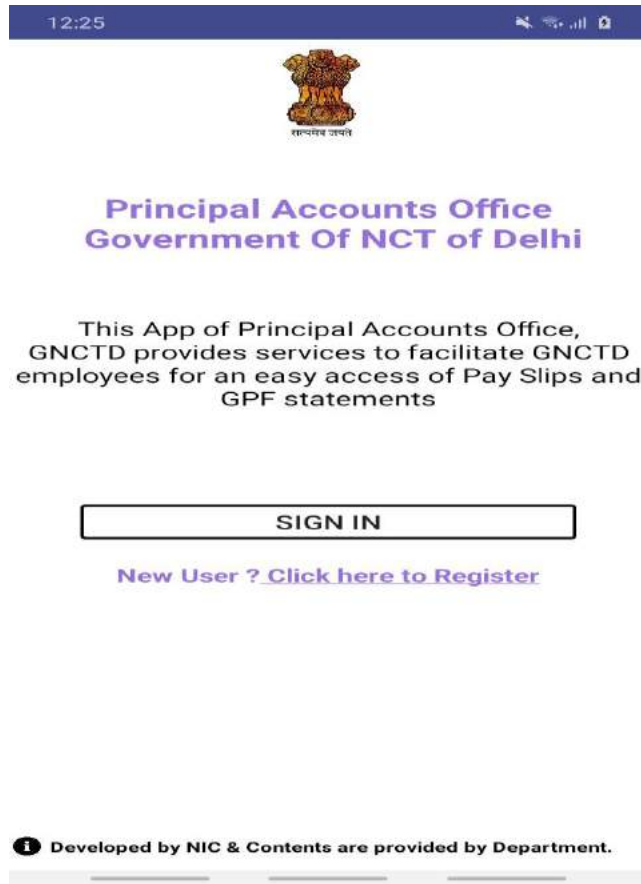 12:25
सत्यमेव जयते
Principal Accounts Office
Government Of NCT of Delhi
This App of Principal Accounts Office,
GNCTD provides services to facilitate GNCTD
employees for an easy access of Pay Slips and
GPF statements
SIGN IN
New User ? Click here to Register
Developed by NIC & Contents are provided by Department.